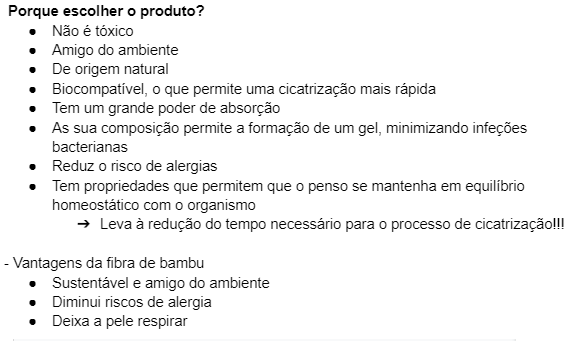 Porque escolher o produto?
● Não é tóxico
● Amigo do ambiente
● De origem natural
● Biocompatível, o que permite uma cicatrização mais rápida
● Tem um grande poder de absorção
● As sua composição permite a formação de um gel, minimizando infeções
bacterianas
● Reduz o risco de alergias
● Tem propriedades que permitem que o penso se mantenha em equilíbrio
homeostático com o organismo
➔ Leva à redução do tempo necessário para o processo de cicatrização!!!
- Vantagens da fibra de bambu
● Sustentável e amigo do ambiente
● Diminui riscos de alergia
● Deixa a pele respirar